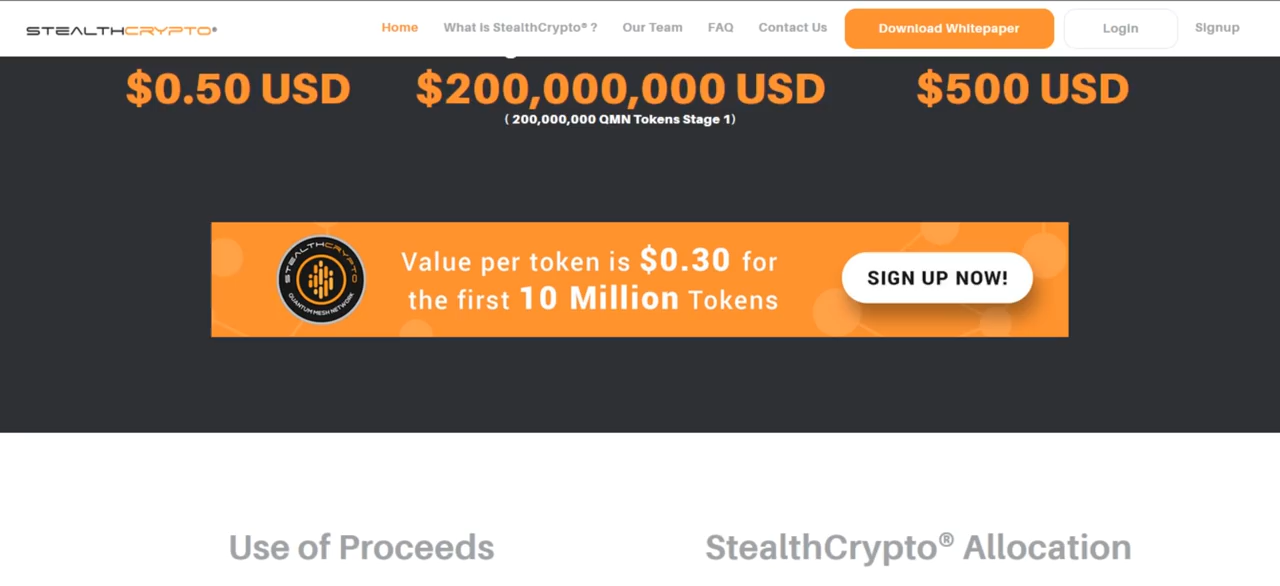 STEALTHCRYPTO®
Home
What is StealthCrypto® ?
Our Team
FAQ
Contact Us
Download Whitepaper
Login
Signup
$0.50 USD
$200,000,000 USD
( 200,000,000 QMN Tokens Stage 1)
$500 USD
STEALTHCRYPTO
QUANTUM MESH NETWORK
Value per token is $0.30 for
the first 10 Million Tokens
SIGN UP NOW!
Use of Proceeds
StealthCrypto® Allocation